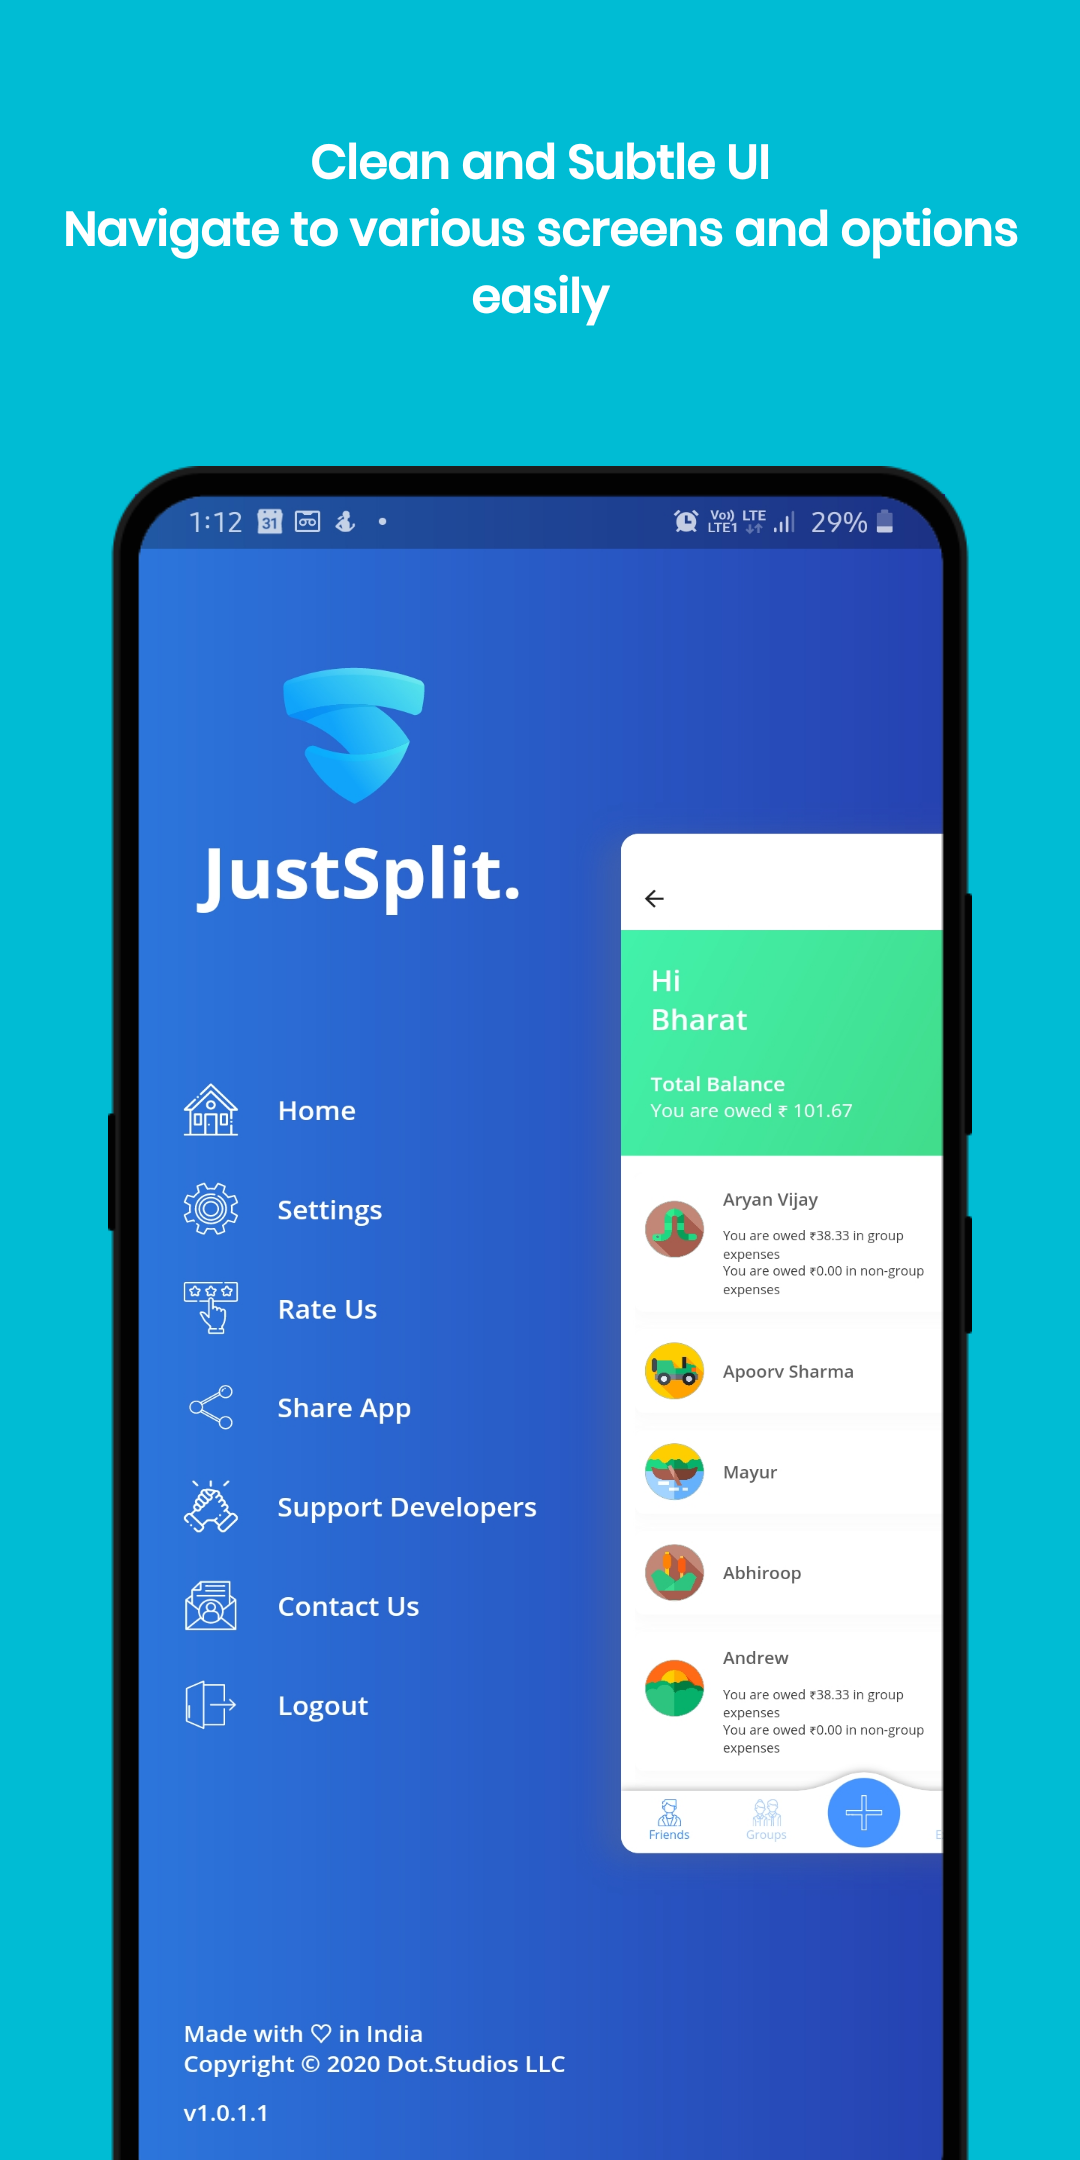 Clean and Subtle UI
Navigate to various screens and options
easily
1:12
31
Vo)) LTE
LTE1
29%
JustSplit.
Home
Settings
Rate Us
Share App
Support Developers
Contact Us
Logout
Hi
Bharat
Total Balance
You are owed ₹ 101.67
Aryan Vijay
You are owed ₹38.33 in group
expenses
You are owed ₹0.00 in non-group
expenses
Apoorv Sharma
Mayur
Abhiroop
Andrew
You are owed ₹38.33 in group
expenses
You are owed ₹0.00 in non-group
expenses
Friends
Groups
Made with ♡ in India
Copyright © 2020 Dot.Studios LLC
v1.0.1.1